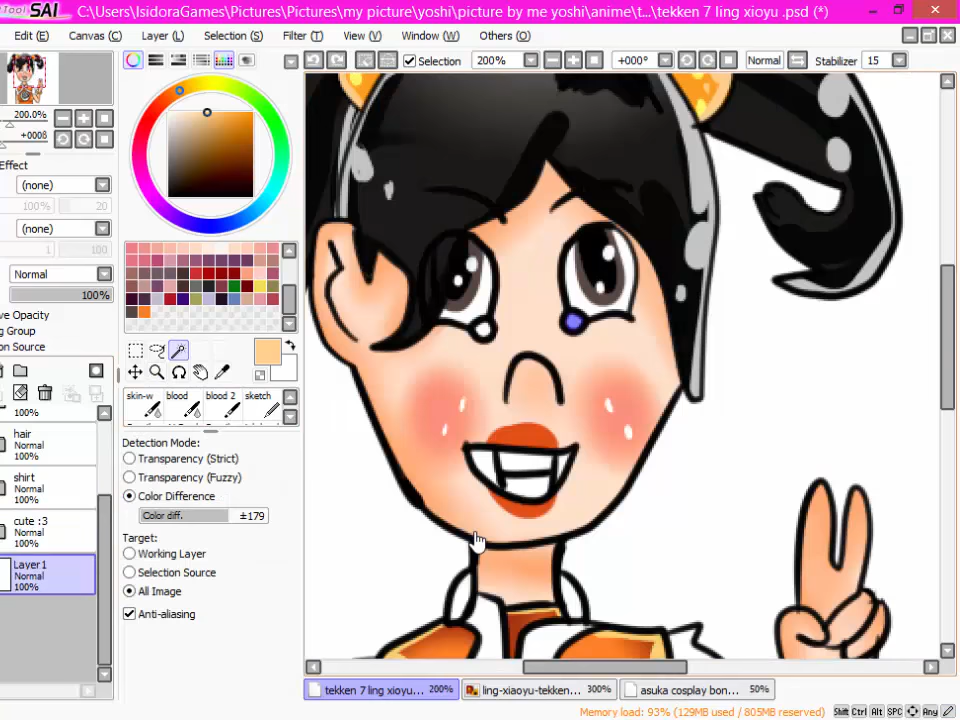 Tool SAI C:\Users\IsidoraGames\Pictures\Pictures\my picture\yoshi\picture by me yoshi\anime\t...\tekken 7 ling xioyu .psd (*)
Edit (E) Canvas (C) Layer (L) Selection (S) Filter (T) View (V) Window (W) Others (O)
Selection 200% +000° Normal Stabilizer 15
200.0%
+000θ
Effect
(none)
100% 20
(none)
1 100
Normal
100%
ve Opacity
ng Group
on Source
100%
hair
Normal
100%
shirt
Normal
100%
cute :3
Normal
100%
Layer1
Normal
100%
skin-w blood blood 2 sketch
Detection Mode:
Transparency (Strict)
Transparency (Fuzzy)
Color Difference
Color diff. ±179
Target:
Working Layer
Selection Source
All Image
Anti-aliasing
tekken 7 ling xioyu... 200% ling-xiaoyu-tekken... 300% asuka cosplay bon... 50%
Memory load: 93% (129MB used / 805MB reserved) Shift Ctrl Alt SPC Any